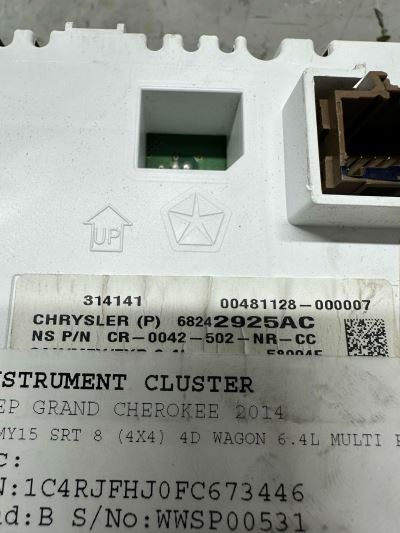 UP
314141 00481128-000007
CHRYSLER (P) 68242925AC
NS P/N CR-0042-502-NR-CC
NSTRUMENT CLUSTER
EP GRAND CHEROKEE 2014
MY15 SRT 8 (4X4) 4D WAGON 6.4L MULTI
C:
N:1C4RJFHJ0FC673446
nd:B S/No:WWSP00531